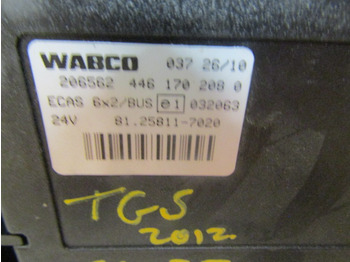 WABCO 037 26/10
206562 446 170 208 0
ECAS 6x2/BUS e1 032063
24V 81.25811-7020
TGS
2012.